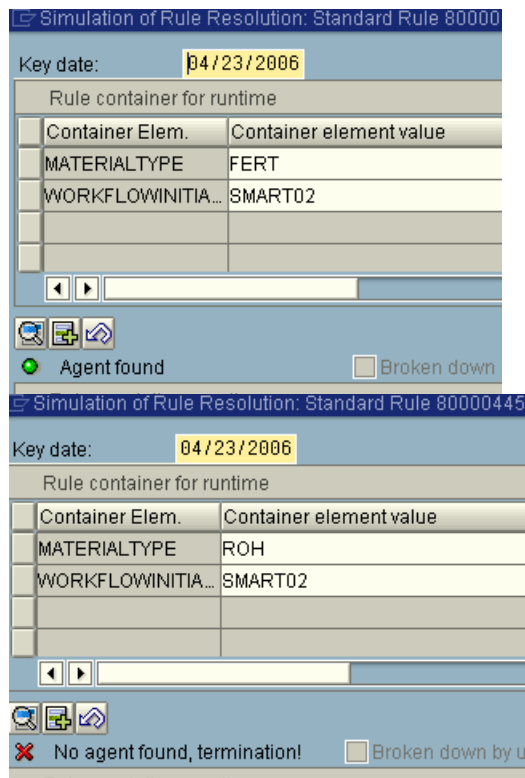 Simulation of Rule Resolution: Standard Rule 80000
Key date: 04/23/2006
Rule container for runtime
Container Elem. Container element value
MATERIALTYPE FERT
WORKFLOWINITIA... SMART02
Agent found Broken down
Simulation of Rule Resolution: Standard Rule 80000445
Key date: 04/23/2006
Rule container for runtime
Container Elem. Container element value
MATERIALTYPE ROH
WORKFLOWINITIA... SMART02
No agent found, termination! Broken down by u